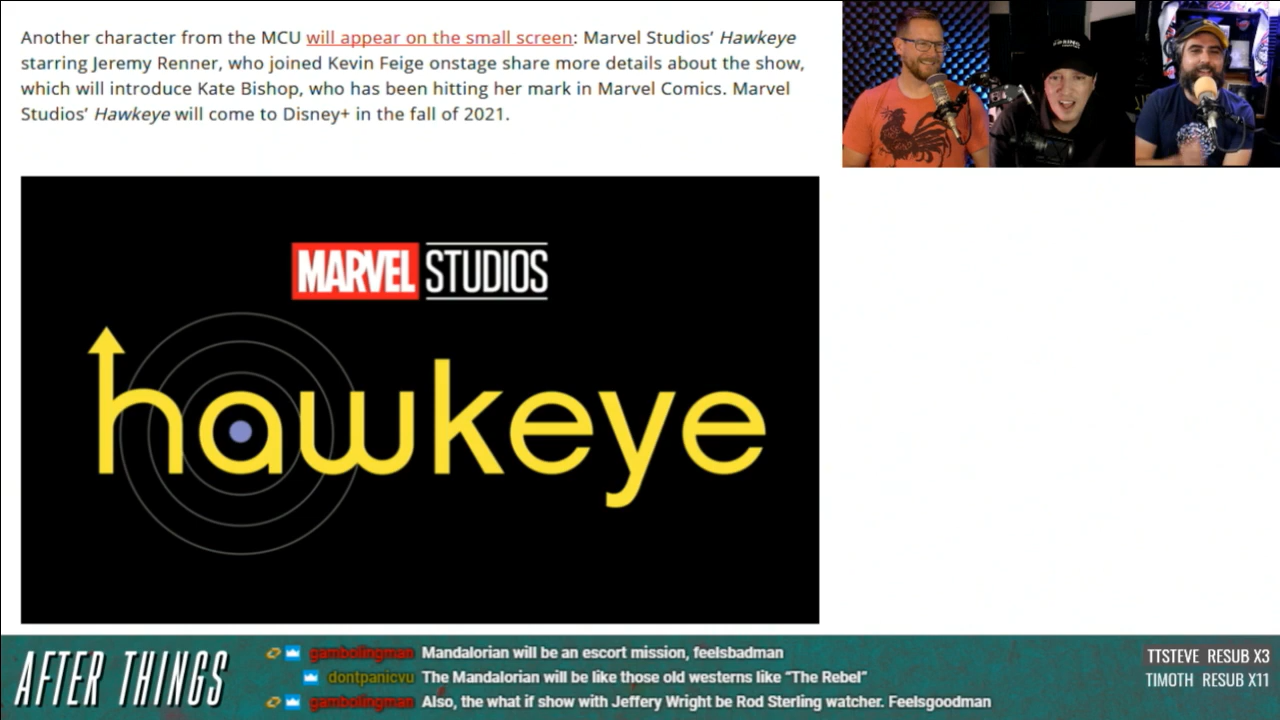 Another character from the MCU will appear on the small screen: Marvel Studios’ Hawkeye
starring Jeremy Renner, who joined Kevin Feige onstage share more details about the show,
which will introduce Kate Bishop, who has been hitting her mark in Marvel Comics. Marvel
Studios’ Hawkeye will come to Disney+ in the fall of 2021.
MARVEL STUDIOS
hawkeye
AFTER THINGS
gambolingman Mandalorian will be an escort mission, feelsbadman
dontpanicvu The Mandalorian will be like those old westerns like “The Rebel”
gambolingman Also, the what if show with Jeffery Wright be Rod Sterling watcher. Feelsgoodman
TTSTEVE RESUB X3
TIMOTH RESUB X11